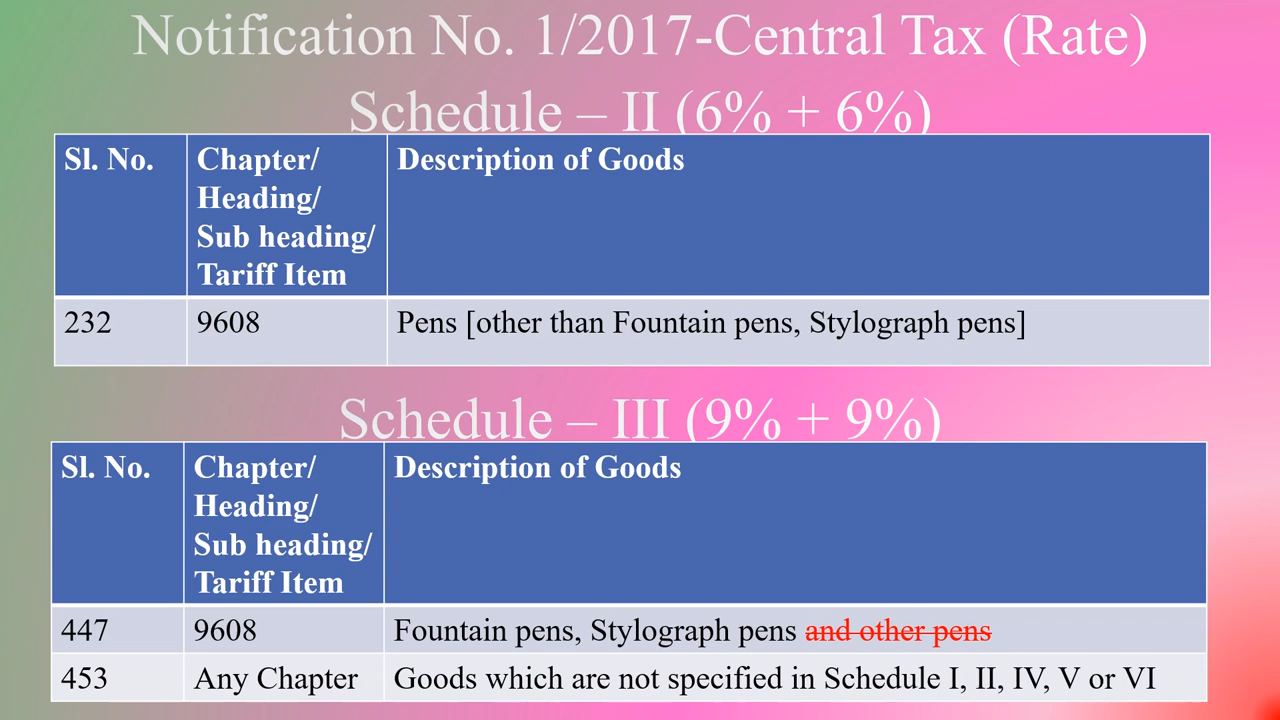 Notification No. 1/2017-Central Tax (Rate)
Schedule – II (6% + 6%)
Sl. No. Chapter/ Description of Goods
Heading/
Sub heading/
Tariff Item
232 9608 Pens [other than Fountain pens, Stylograph pens]
Schedule – III (9% + 9%)
Sl. No. Chapter/ Description of Goods
Heading/
Sub heading/
Tariff Item
447 9608 Fountain pens, Stylograph pens and other pens
453 Any Chapter Goods which are not specified in Schedule I, II, IV, V or VI